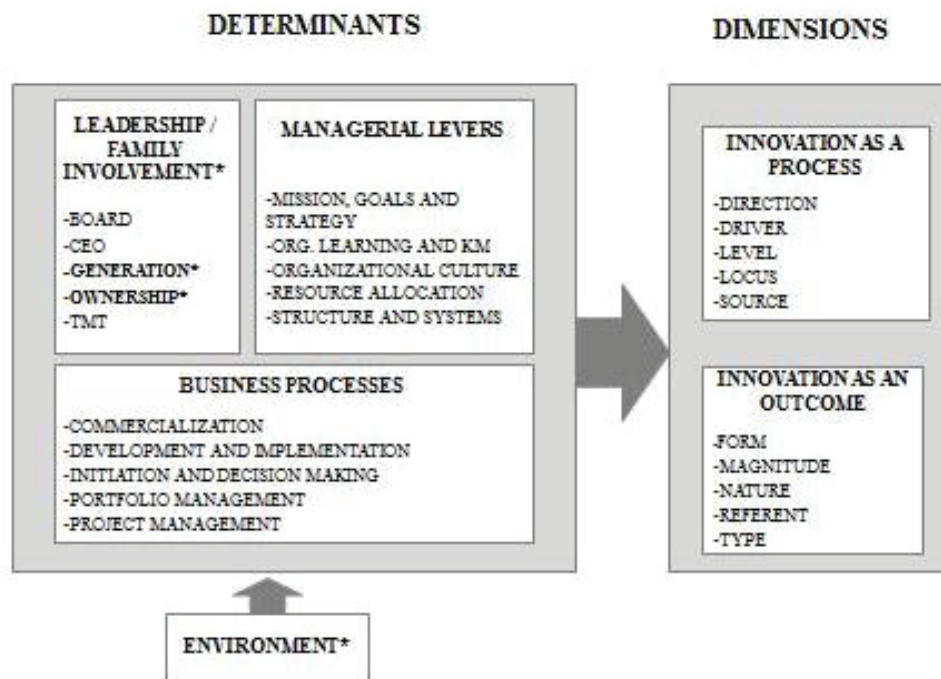 DETERMINANTS
DIMENSIONS
LEADERSHIP /
FAMILY
INVOLVEMENT*
-BOARD
-CEO
-GENERATION*
-OWNERSHIP*
-TMT
MANAGERIAL LEVERS
-MISSION, GOALS AND
STRATEGY
-ORG. LEARNING AND KM
-ORGANIZATIONAL CULTURE
-RESOURCE ALLOCATION
-STRUCTURE AND SYSTEMS
BUSINESS PROCESSES
-COMMERCIALIZATION
-DEVELOPMENT AND IMPLEMENTATION
-INITIATION AND DECISION MAKING
-PORTFOLIO MANAGEMENT
-PROJECT MANAGEMENT
ENVIRONMENT*
INNOVATION AS A
PROCESS
-DIRECTION
-DRIVER
-LEVEL
-LOCUS
-SOURCE
INNOVATION AS AN
OUTCOME
-FORM
-MAGNITUDE
-NATURE
-REFERENT
-TYPE